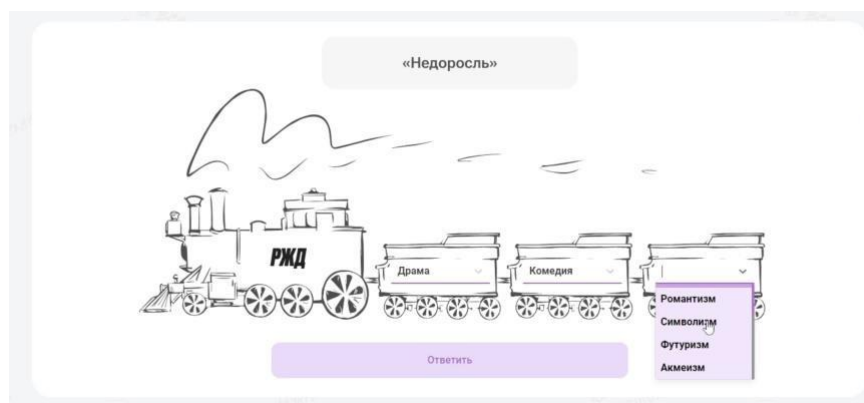 «Недоросль»
РЖД
Драма
Комедия
Романтизм
Символизм
Футуризм
Акмеизм
Ответить